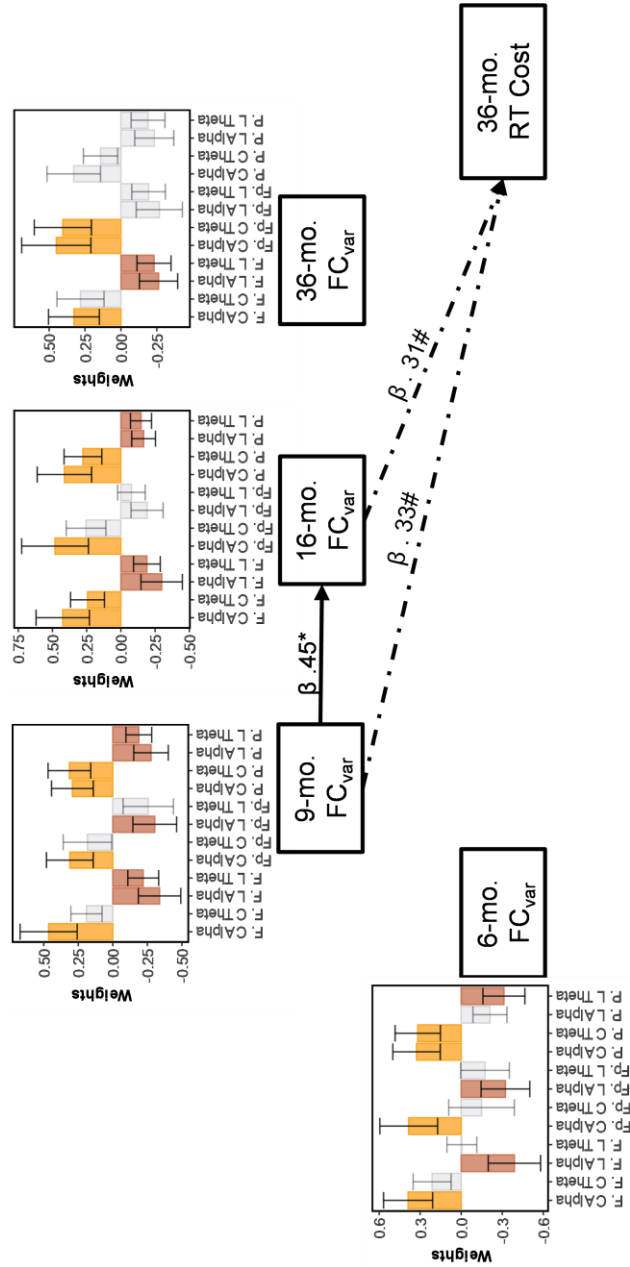 Weights
0.50
0.25
0.00
-0.25
-0.50
F. C Alpha
F. C Theta
F. L Alpha
F. L Theta
Fp. C Alpha
Fp. C Theta
Fp. L Alpha
Fp. L Theta
P. C Alpha
P. C Theta
P. L Alpha
P. L Theta
Weights
0.75
0.50
0.25
0.00
-0.25
-0.50
F. C Alpha
F. C Theta
F. L Alpha
F. L Theta
Fp. C Alpha
Fp. C Theta
Fp. L Alpha
Fp. L Theta
P. C Alpha
P. C Theta
P. L Alpha
P. L Theta
Weights
0.50
0.25
0.00
-0.25
F. C Alpha
F. C Theta
F. L Alpha
F. L Theta
Fp. C Alpha
Fp. C Theta
Fp. L Alpha
Fp. L Theta
P. C Alpha
P. C Theta
P. L Alpha
P. L Theta
9-mo.
FCvar
β .45*
16-mo.
FCvar
36-mo.
FCvar
β .33#
β .31#
Weights
0.6
0.3
0.0
-0.3
-0.6
F. C Alpha
F. C Theta
F. L Alpha
F. L Theta
Fp. C Alpha
Fp. C Theta
Fp. L Alpha
Fp. L Theta
P. C Alpha
P. C Theta
P. L Alpha
P. L Theta
6-mo.
FCvar
36-mo.
RT Cost